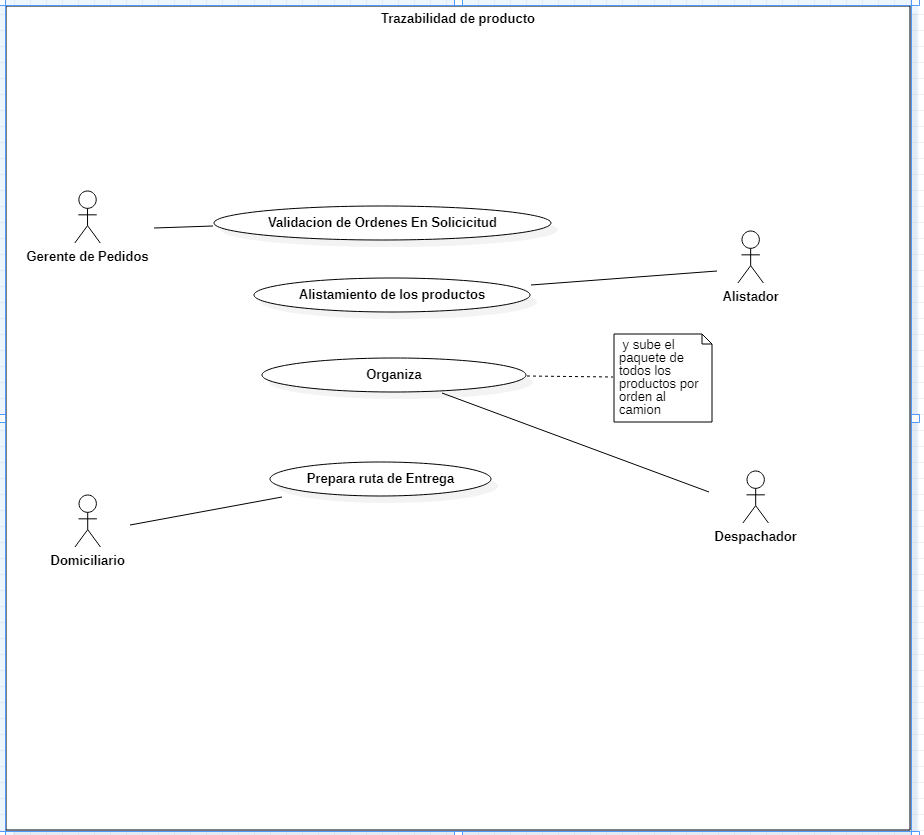 Trazabilidad de producto
Gerente de Pedidos
Validacion de Ordenes En Solicicitud
Alistamiento de los productos
Alistador
Organiza
y sube el
paquete de
todos los
productos por
orden al
camion
Prepara ruta de Entrega
Domiciliario
Despachador